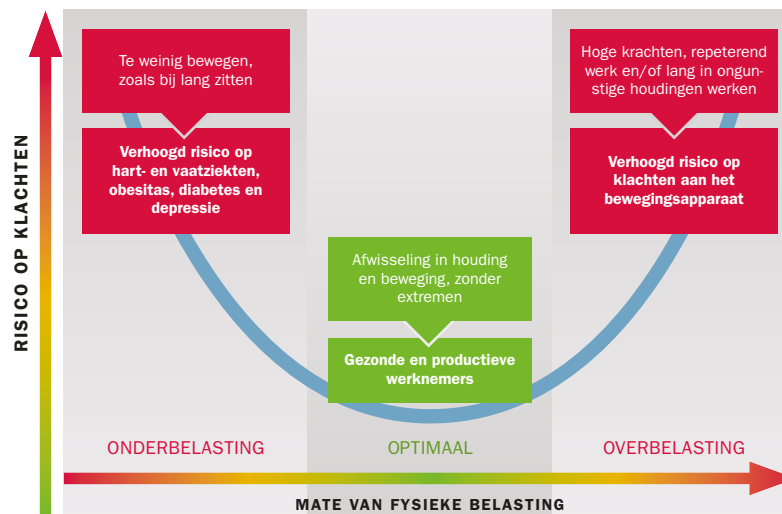 Te weinig bewegen,
zoals bij lang zitten
Verhoogd risico op
hart- en vaatziekten,
obesitas, diabetes en
depressie
Hoge krachten, repeterend
werk en/of lang in ongun-
stige houdingen werken
Verhoogd risico op
klachten aan het
bewegingsapparaat
Afwisseling in houding
en beweging, zonder
extremen
Gezonde en productieve
werknemers
RISICO OP KLACHTEN
ONDERBELASTING
OPTIMAAL
OVERBELASTING
MATE VAN FYSIEKE BELASTING